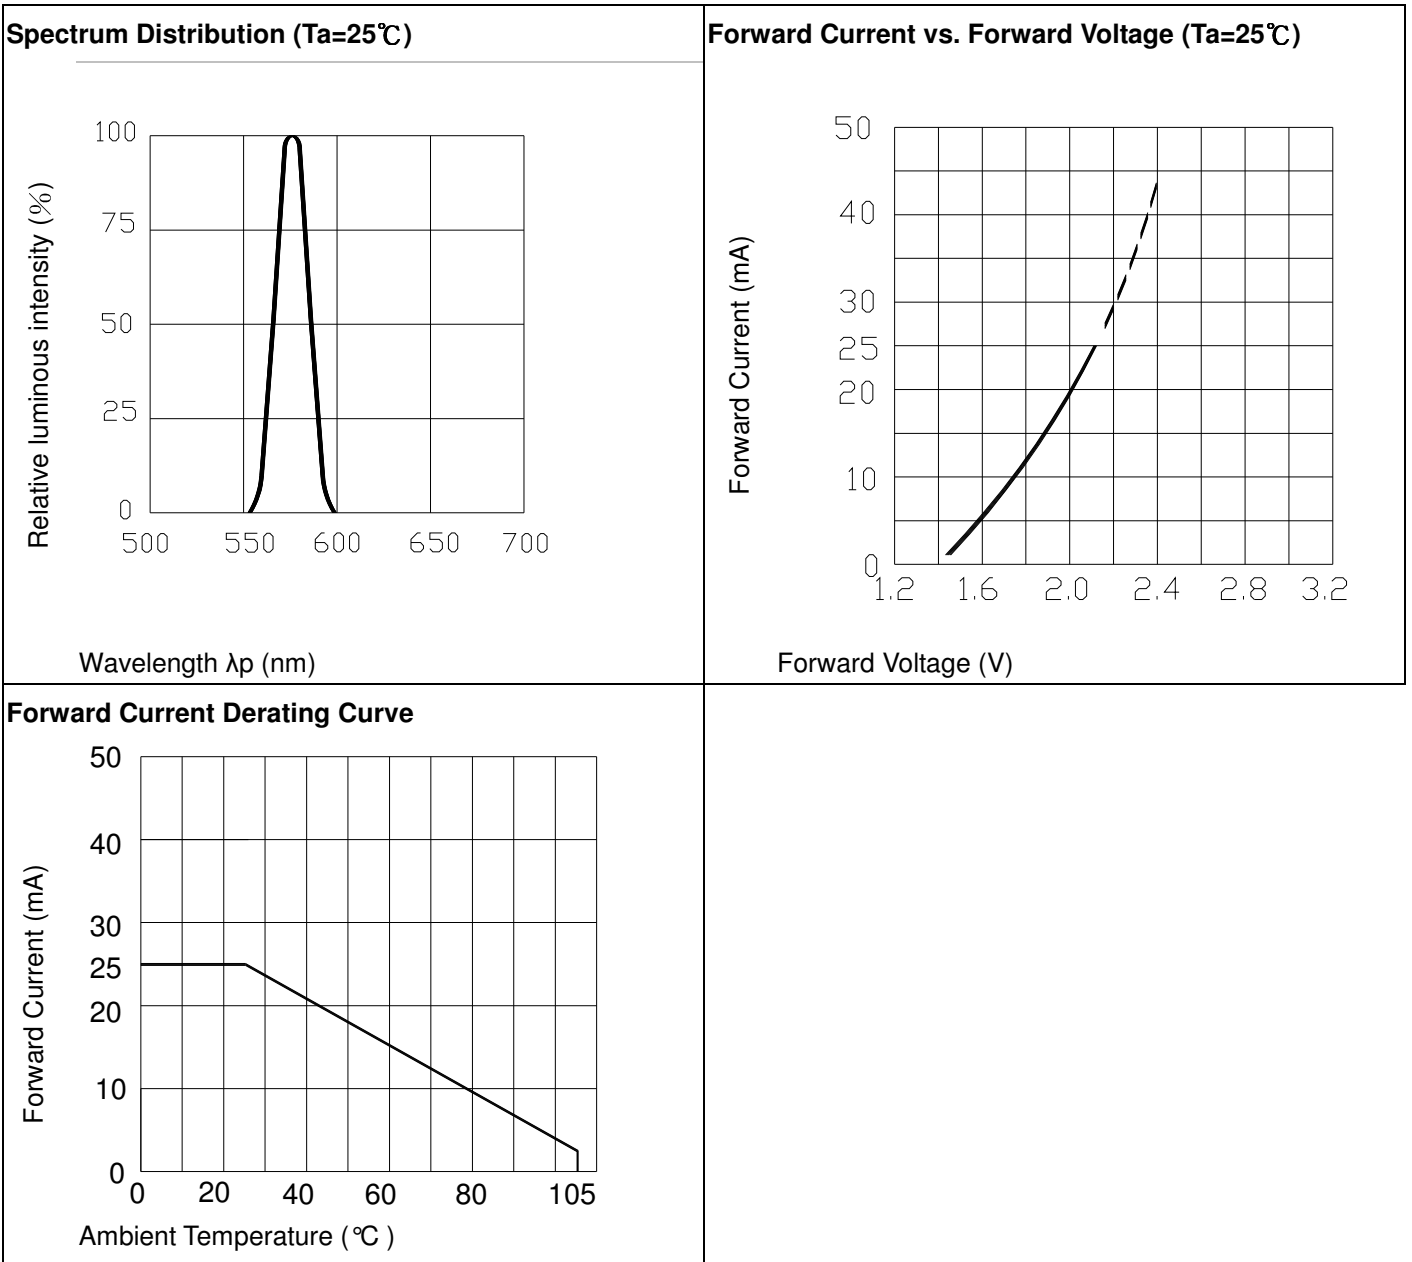 Spectrum Distribution (Ta=25℃)
Relative luminous intensity (%)
100
75
50
25
0
500 550 600 650 700
Wavelength λp (nm)
Forward Current vs. Forward Voltage (Ta=25℃)
Forward Current (mA)
50
40
30
25
20
10
0
1.2 1.6 2.0 2.4 2.8 3.2
Forward Voltage (V)
Forward Current Derating Curve
Forward Current (mA)
50
40
30
25
20
10
0
0 20 40 60 80 105
Ambient Temperature ( ℃ )